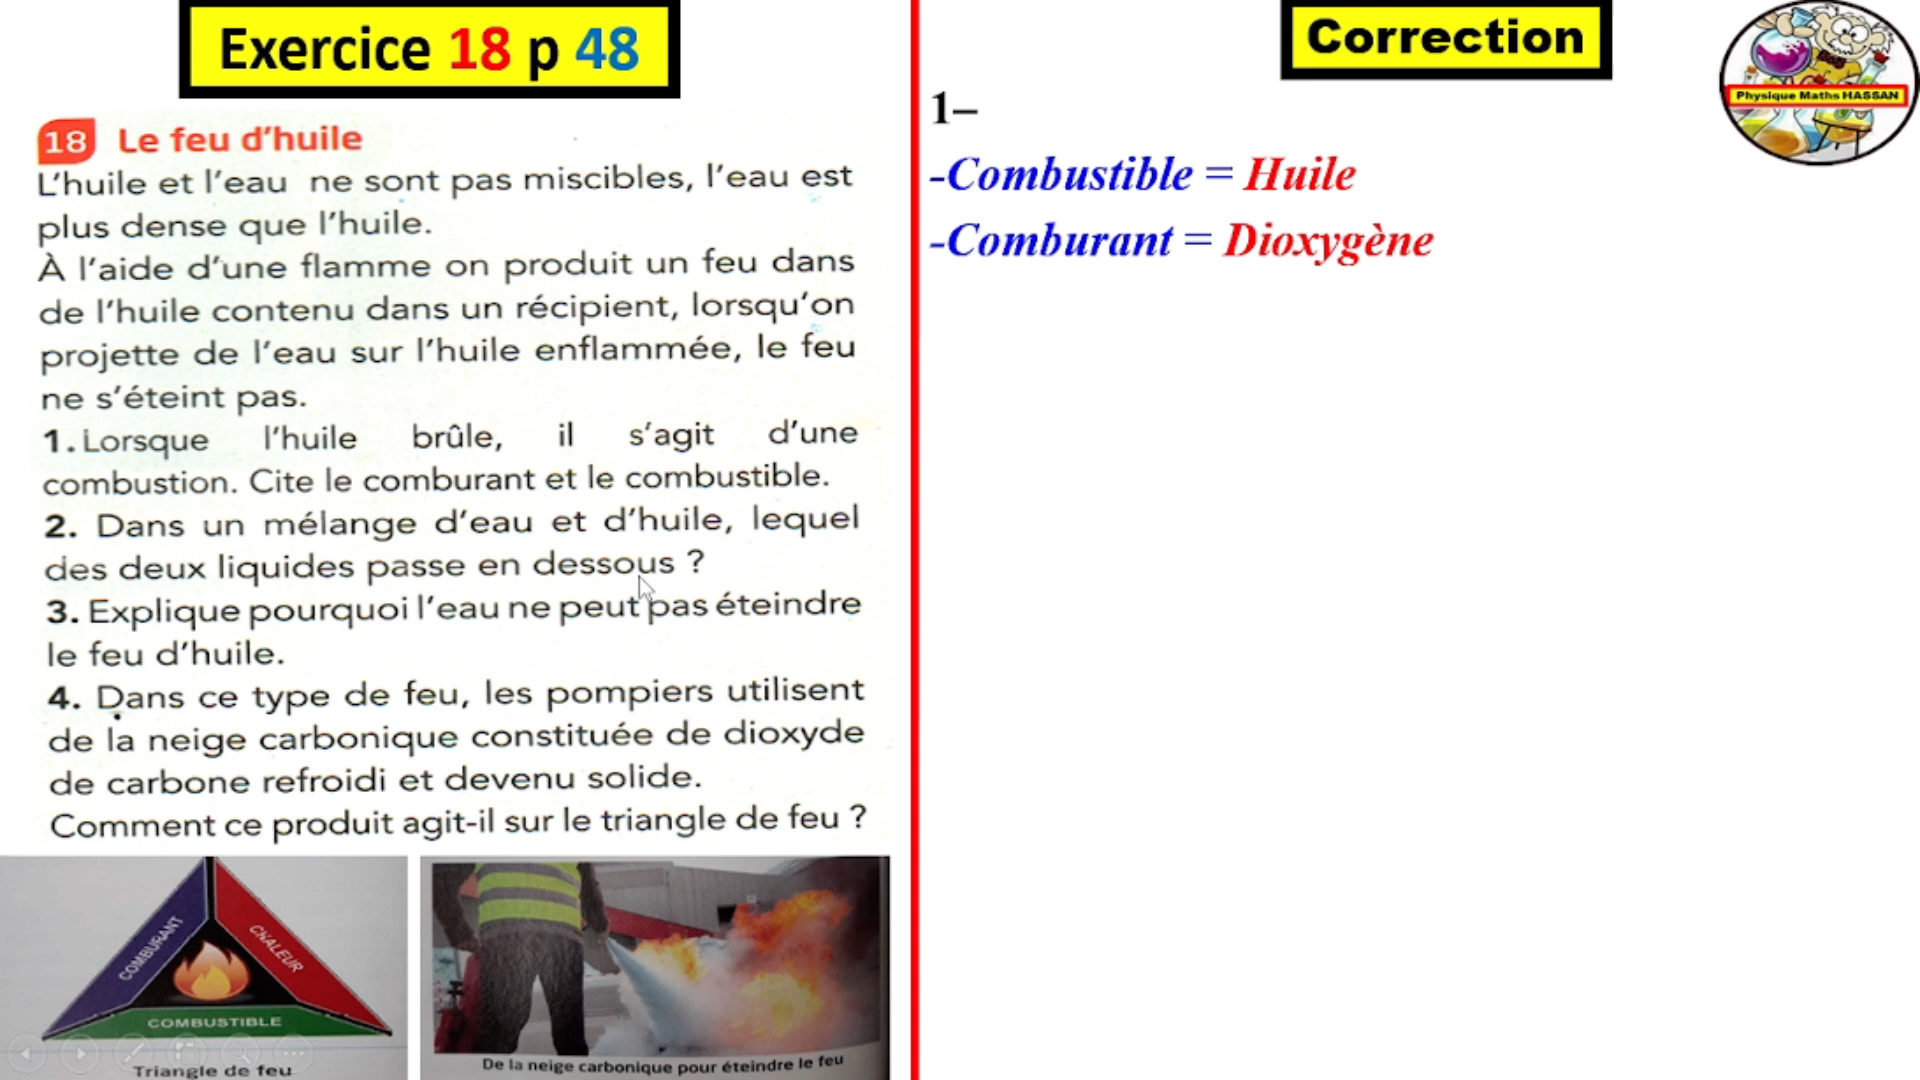 Exercice 18 p 48
18 Le feu d'huile
L'huile et l'eau ne sont pas miscibles, l'eau est
plus dense que l'huile.
À l'aide d'une flamme on produit un feu dans
de l'huile contenu dans un récipient, lorsqu'on
projette de l'eau sur l'huile enflammée, le feu
ne s'éteint pas.
1. Lorsque l'huile brûle, il s'agit d'une
combustion. Cite le comburant et le combustible.
2. Dans un mélange d'eau et d'huile, lequel
des deux liquides passe en dessous ?
3. Explique pourquoi l'eau ne peut pas éteindre
le feu d'huile.
4. Dans ce type de feu, les pompiers utilisent
de la neige carbonique constituée de dioxyde
de carbone refroidi et devenu solide.
Comment ce produit agit-il sur le triangle de feu ?
COMBURANT
CHALEUR
COMBUSTIBLE
Triangle de feu
De la neige carbonique pour éteindre le feu
Correction
Physique Maths HASSAN
1–
-Combustible = Huile
-Comburant = Dioxygène